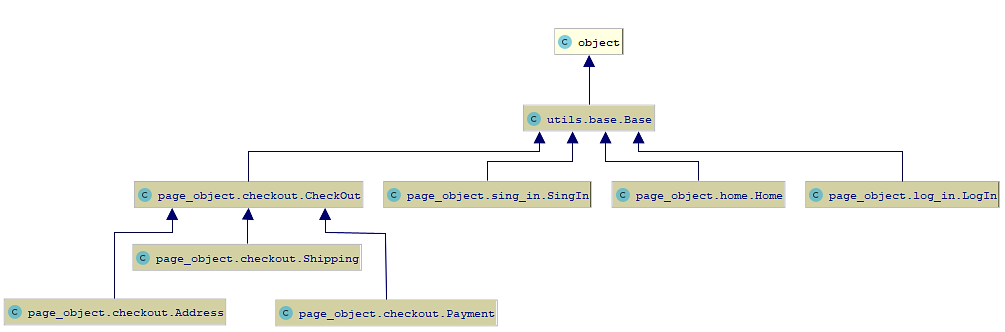 C object
C utils.base.Base
C page_object.checkout.CheckOut
C page_object.sing_in.SingIn
C page_object.home.Home
C page_object.log_in.LogIn
C page_object.checkout.Shipping
C page_object.checkout.Address
C page_object.checkout.Payment